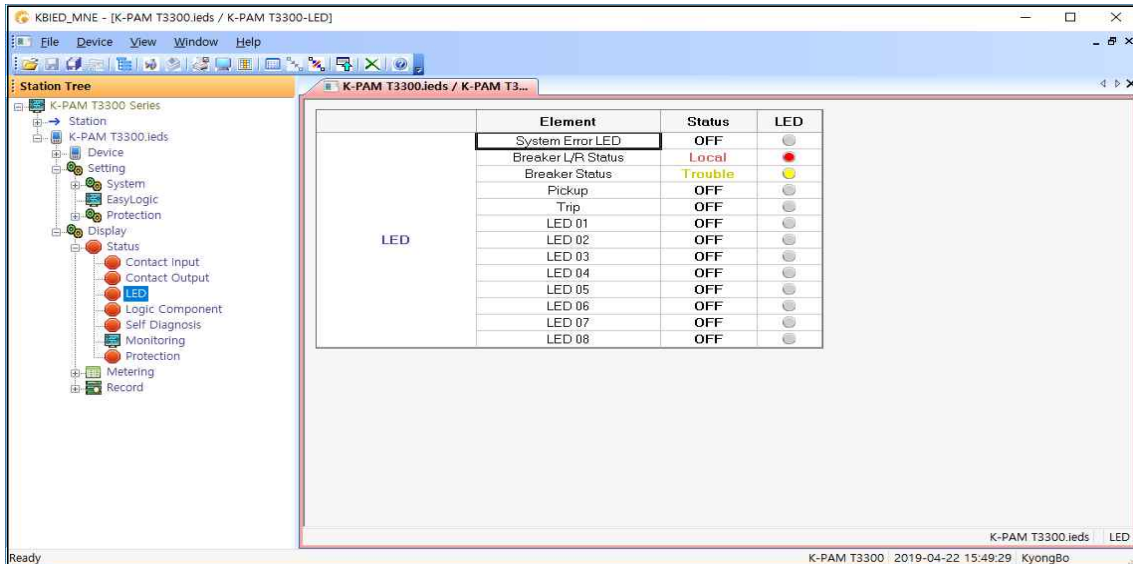 KBIED_MNE - [K-PAM T3300.ieds / K-PAM T3300-LED]
File Device View Window Help
Station Tree
K-PAM T3300.ieds / K-PAM T3...
K-PAM T3300 Series
Station
K-PAM T3300.ieds
Device
Setting
System
EasyLogic
Protection
Display
Status
Contact Input
Contact Output
LED
Logic Component
Self Diagnosis
Monitoring
Protection
Metering
Record
Element Status LED
LED
System Error LED OFF
Breaker L/R Status Local
Breaker Status Trouble
Pickup OFF
Trip OFF
LED 01 OFF
LED 02 OFF
LED 03 OFF
LED 04 OFF
LED 05 OFF
LED 06 OFF
LED 07 OFF
LED 08 OFF
K-PAM T3300.ieds LED
Ready K-PAM T3300 2019-04-22 15:49:29 KyongBo